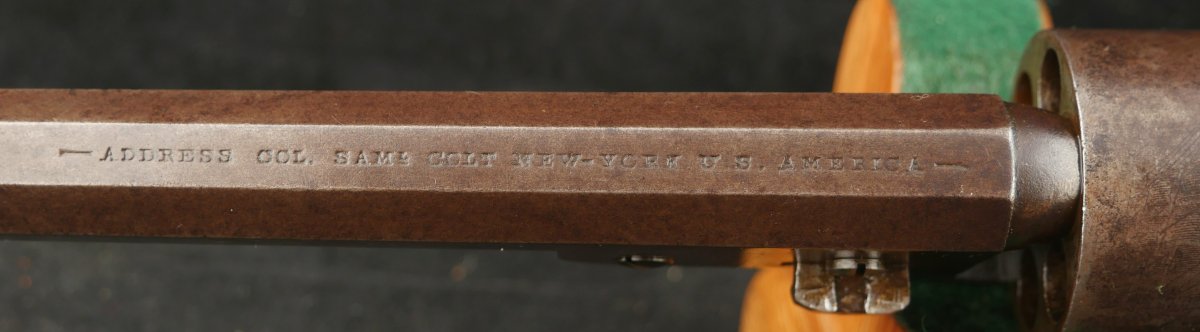 — ADDRESS COL. SAMˡ COLT NEW-YORK U.S. AMERICA —